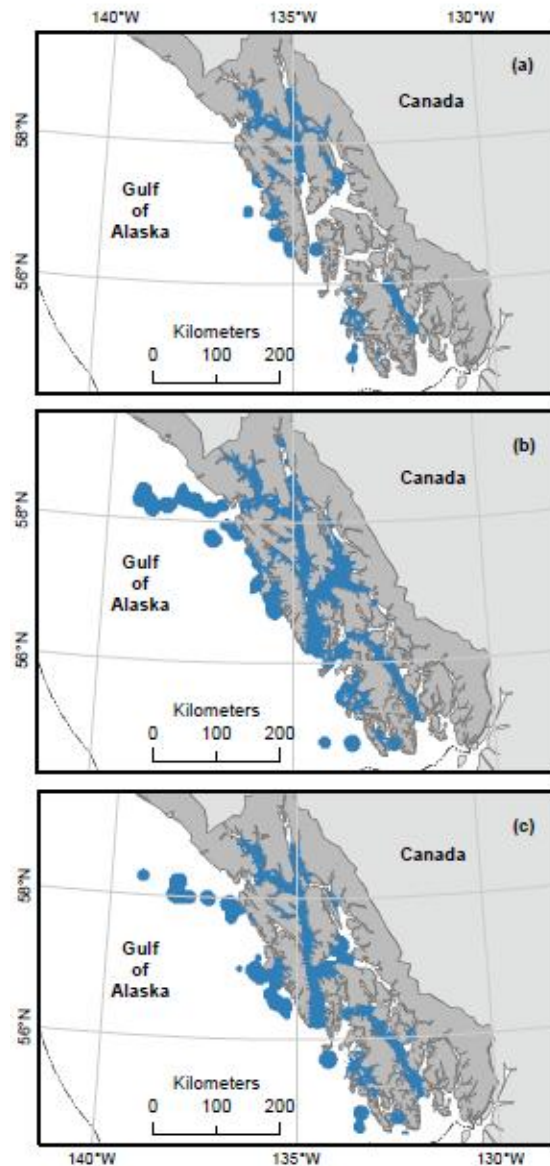 140°W 135°W 130°W
(a)
Canada
58°N
Gulf
of
Alaska
56°N
Kilometers
0 100 200
(b)
Canada
58°N
Gulf
of
Alaska
56°N
Kilometers
0 100 200
(c)
Canada
58°N
Gulf
of
Alaska
56°N
Kilometers
0 100 200
140°W 135°W 130°W